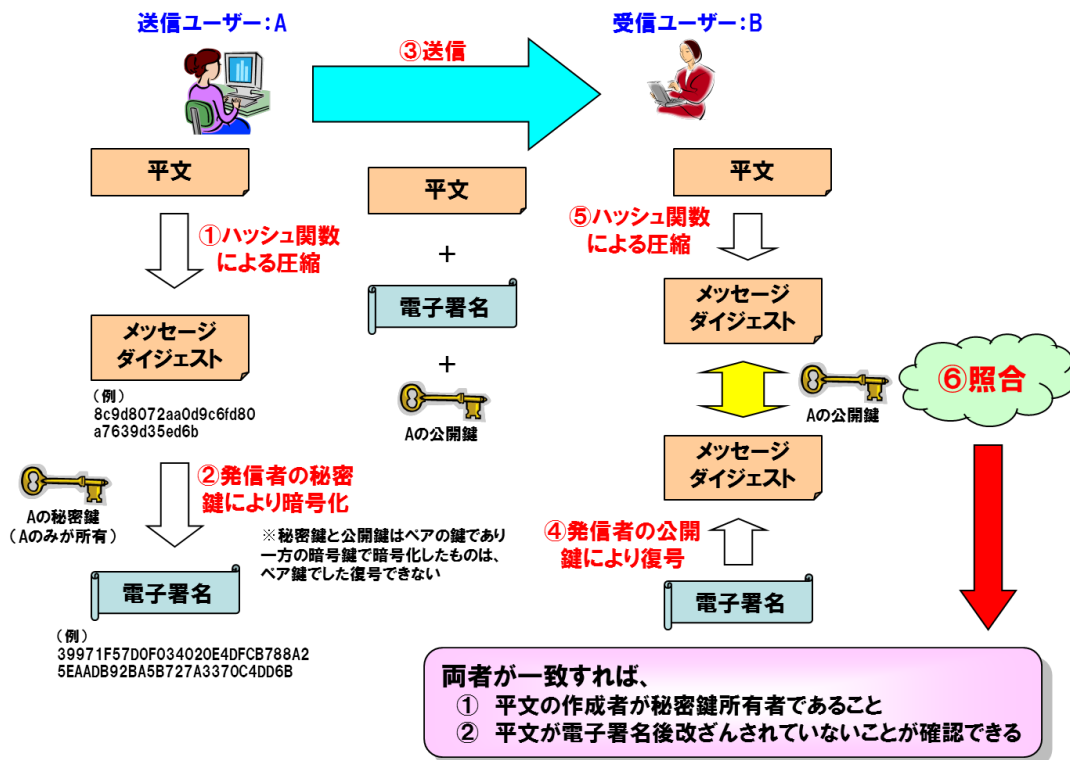 送信ユーザー：A
受信ユーザー：B
③送信
平文
平文
平文
①ハッシュ関数
による圧縮
⑤ハッシュ関数
による圧縮
+
電子署名
メッセージ
ダイジェスト
メッセージ
ダイジェスト
+
（例）
8c9d8072aa0d9c6fd80
a7639d35ed6b
Aの公開鍵
Aの公開鍵
⑥照合
メッセージ
ダイジェスト
②発信者の秘密
鍵により暗号化
Aの秘密鍵
（Aのみが所有）
※秘密鍵と公開鍵はペアの鍵であり
一方の暗号鍵で暗号化したものは、
ペア鍵でした復号できない
④発信者の公開
鍵により復号
電子署名
電子署名
（例）
39971F57D0F034020E4DFCB788A2
5EAADB92BA5B727A3370C4DD6B
両者が一致すれば、
① 平文の作成者が秘密鍵所有者であること
② 平文が電子署名後改ざんされていないことが確認できる